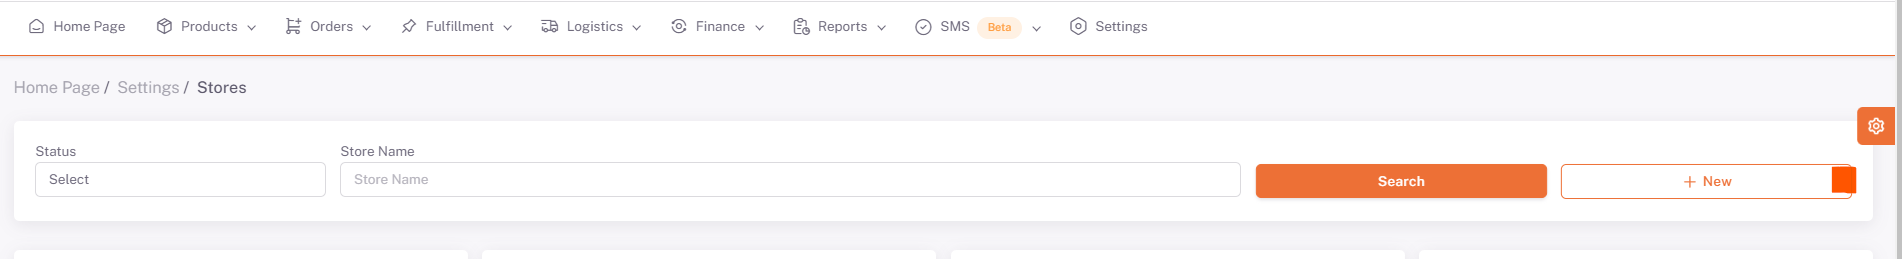 Home Page Products Orders Fulfillment Logistics Finance Reports SMS Beta Settings
Home Page / Settings / Stores
Status Store Name
Select Store Name Search + New